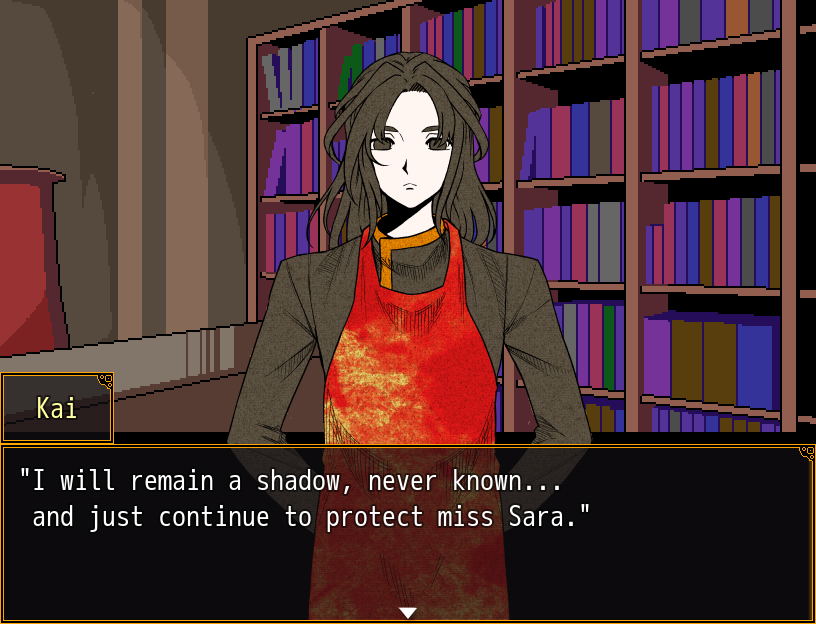 Kai
"I will remain a shadow, never known...
and just continue to protect miss Sara."